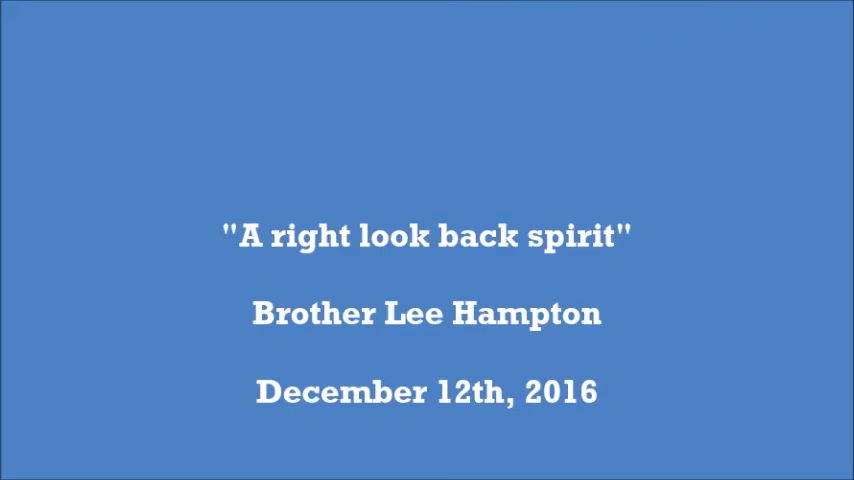 "A right look back spirit"
Brother Lee Hampton
December 12th, 2016